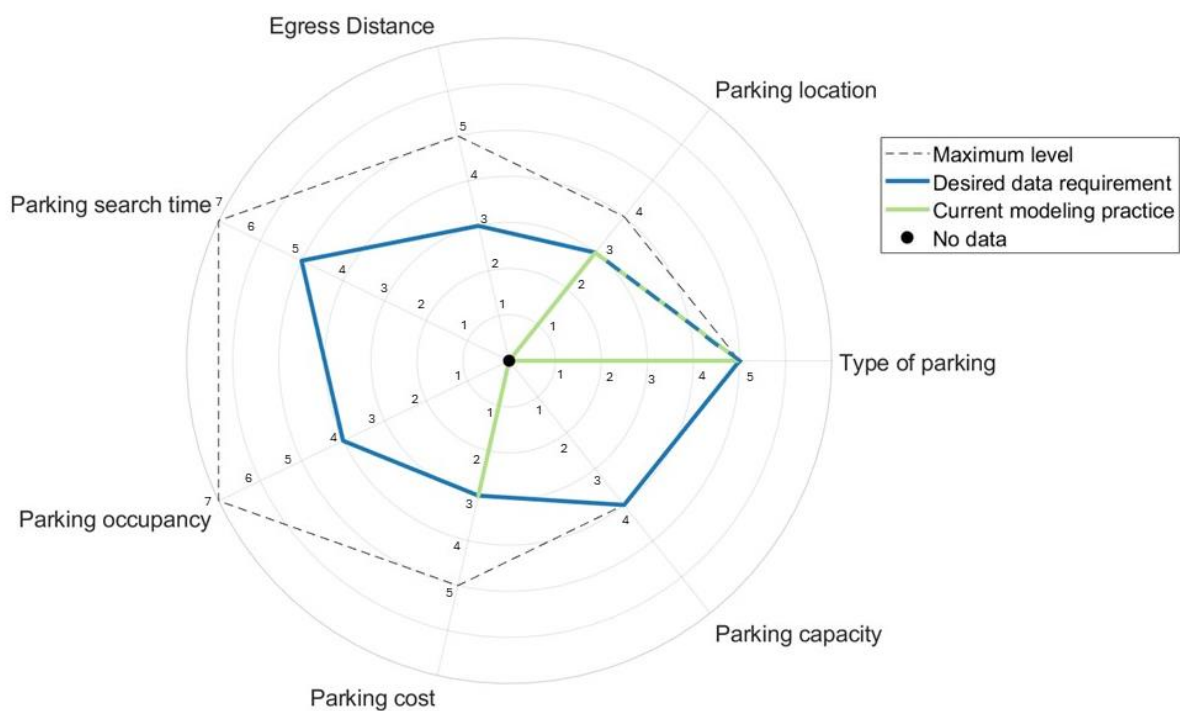 Egress Distance
Parking location
Maximum level
Desired data requirement
Current modeling practice
No data
Parking search time
Type of parking
Parking occupancy
Parking capacity
Parking cost
1 2 3 4 5
1 2 3 4
1 2 3 4 5
1 2 3 4 5 6 7
1 2 3 4 5 6 7
1 2 3 4 5
1 2 3 4